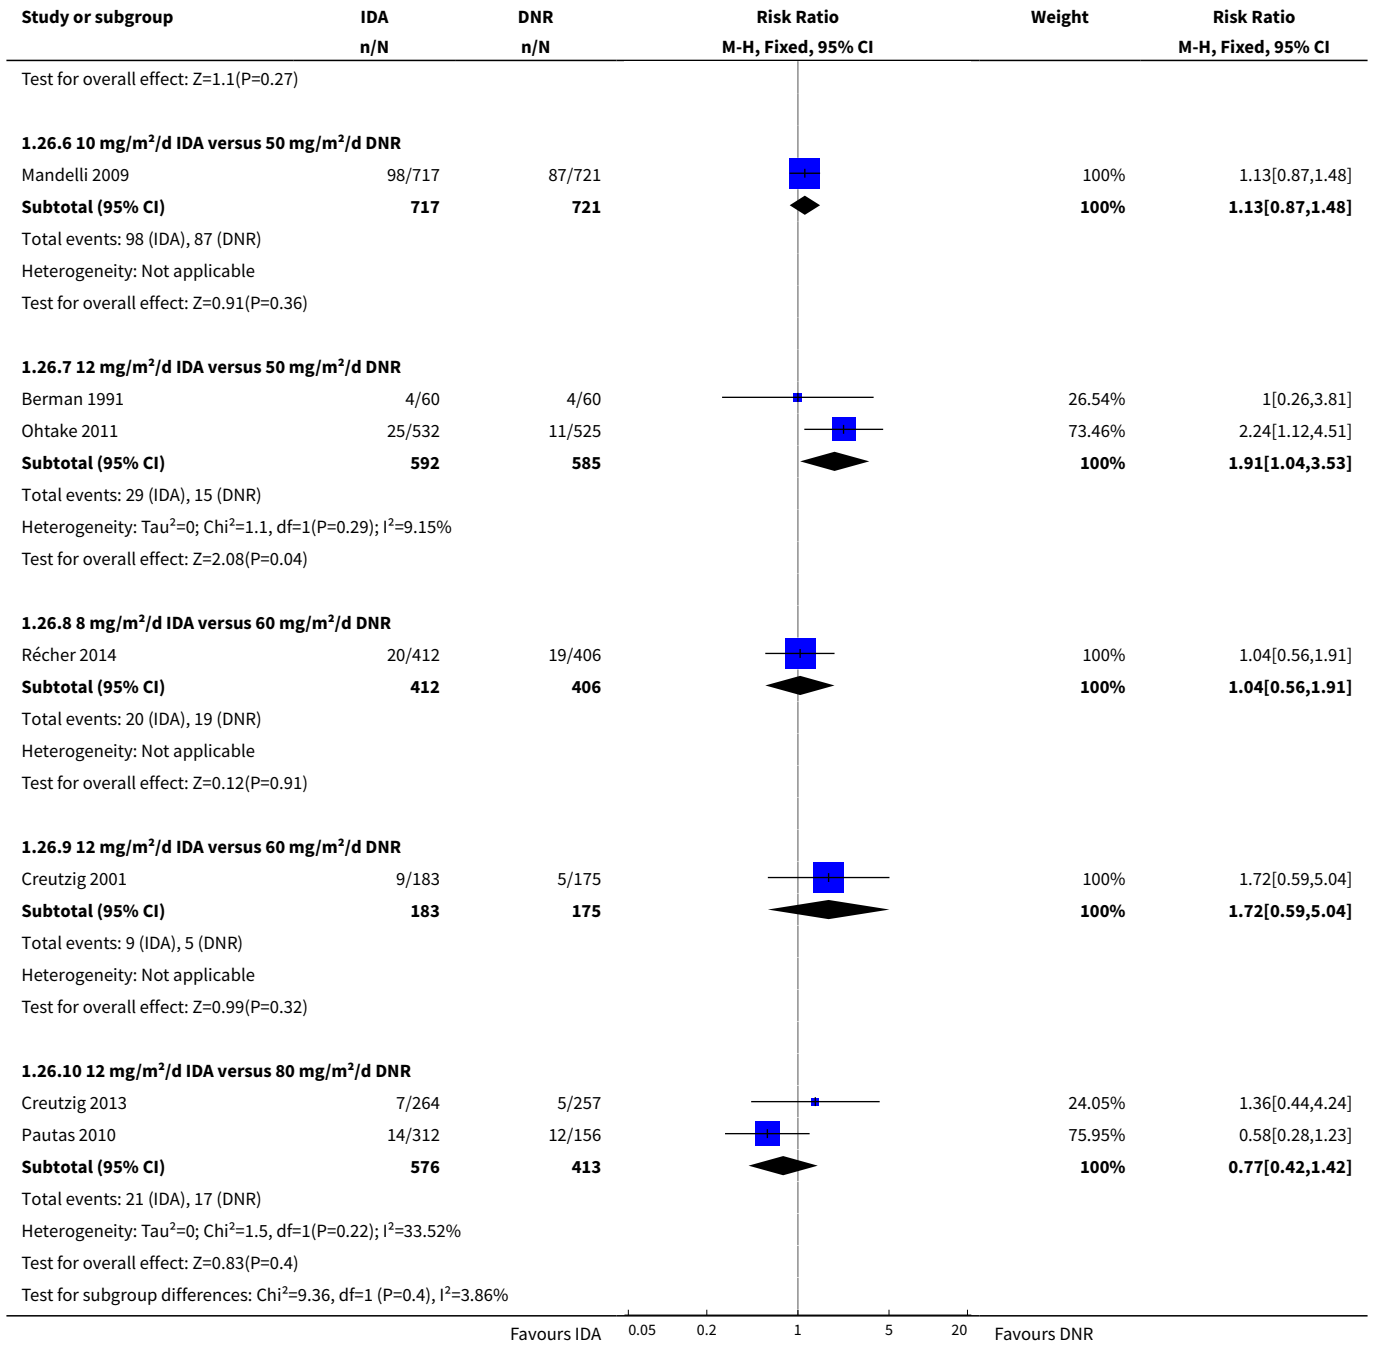 Study or subgroup IDA DNR Risk Ratio Weight Risk Ratio
n/N n/N M-H, Fixed, 95% CI M-H, Fixed, 95% CI
Test for overall effect: Z=1.1(P=0.27)
1.26.6 10 mg/m²/d IDA versus 50 mg/m²/d DNR
Mandelli 2009 98/717 87/721 100% 1.13[0.87,1.48]
Subtotal (95% CI) 717 721 100% 1.13[0.87,1.48]
Total events: 98 (IDA), 87 (DNR)
Heterogeneity: Not applicable
Test for overall effect: Z=0.91(P=0.36)
1.26.7 12 mg/m²/d IDA versus 50 mg/m²/d DNR
Berman 1991 4/60 4/60 26.54% 1[0.26,3.81]
Ohtake 2011 25/532 11/525 73.46% 2.24[1.12,4.51]
Subtotal (95% CI) 592 585 100% 1.91[1.04,3.53]
Total events: 29 (IDA), 15 (DNR)
Heterogeneity: Tau²=0; Chi²=1.1, df=1(P=0.29); I²=9.15%
Test for overall effect: Z=2.08(P=0.04)
1.26.8 8 mg/m²/d IDA versus 60 mg/m²/d DNR
Récher 2014 20/412 19/406 100% 1.04[0.56,1.91]
Subtotal (95% CI) 412 406 100% 1.04[0.56,1.91]
Total events: 20 (IDA), 19 (DNR)
Heterogeneity: Not applicable
Test for overall effect: Z=0.12(P=0.91)
1.26.9 12 mg/m²/d IDA versus 60 mg/m²/d DNR
Creutzig 2001 9/183 5/175 100% 1.72[0.59,5.04]
Subtotal (95% CI) 183 175 100% 1.72[0.59,5.04]
Total events: 9 (IDA), 5 (DNR)
Heterogeneity: Not applicable
Test for overall effect: Z=0.99(P=0.32)
1.26.10 12 mg/m²/d IDA versus 80 mg/m²/d DNR
Creutzig 2013 7/264 5/257 24.05% 1.36[0.44,4.24]
Pautas 2010 14/312 12/156 75.95% 0.58[0.28,1.23]
Subtotal (95% CI) 576 413 100% 0.77[0.42,1.42]
Total events: 21 (IDA), 17 (DNR)
Heterogeneity: Tau²=0; Chi²=1.5, df=1(P=0.22); I²=33.52%
Test for overall effect: Z=0.83(P=0.4)
Test for subgroup differences: Chi²=9.36, df=1 (P=0.4), I²=3.86%
Favours IDA 0.05 0.2 1 5 20 Favours DNR